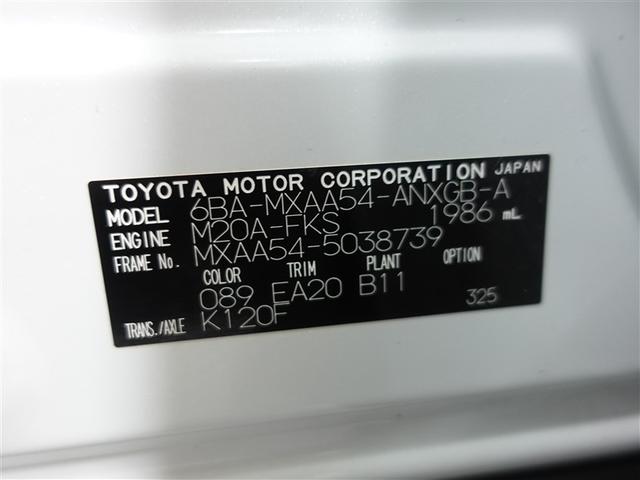 TOYOTA MOTOR CORPORATION JAPAN
MODEL 6BA-MXAA54-ANXGB-A
ENGINE M20A-FKS 1986 mL
FRAME No. MXAA54-5038739
COLOR TRIM PLANT OPTION
089 EA20 B11
TRANS./AXLE K120F 325